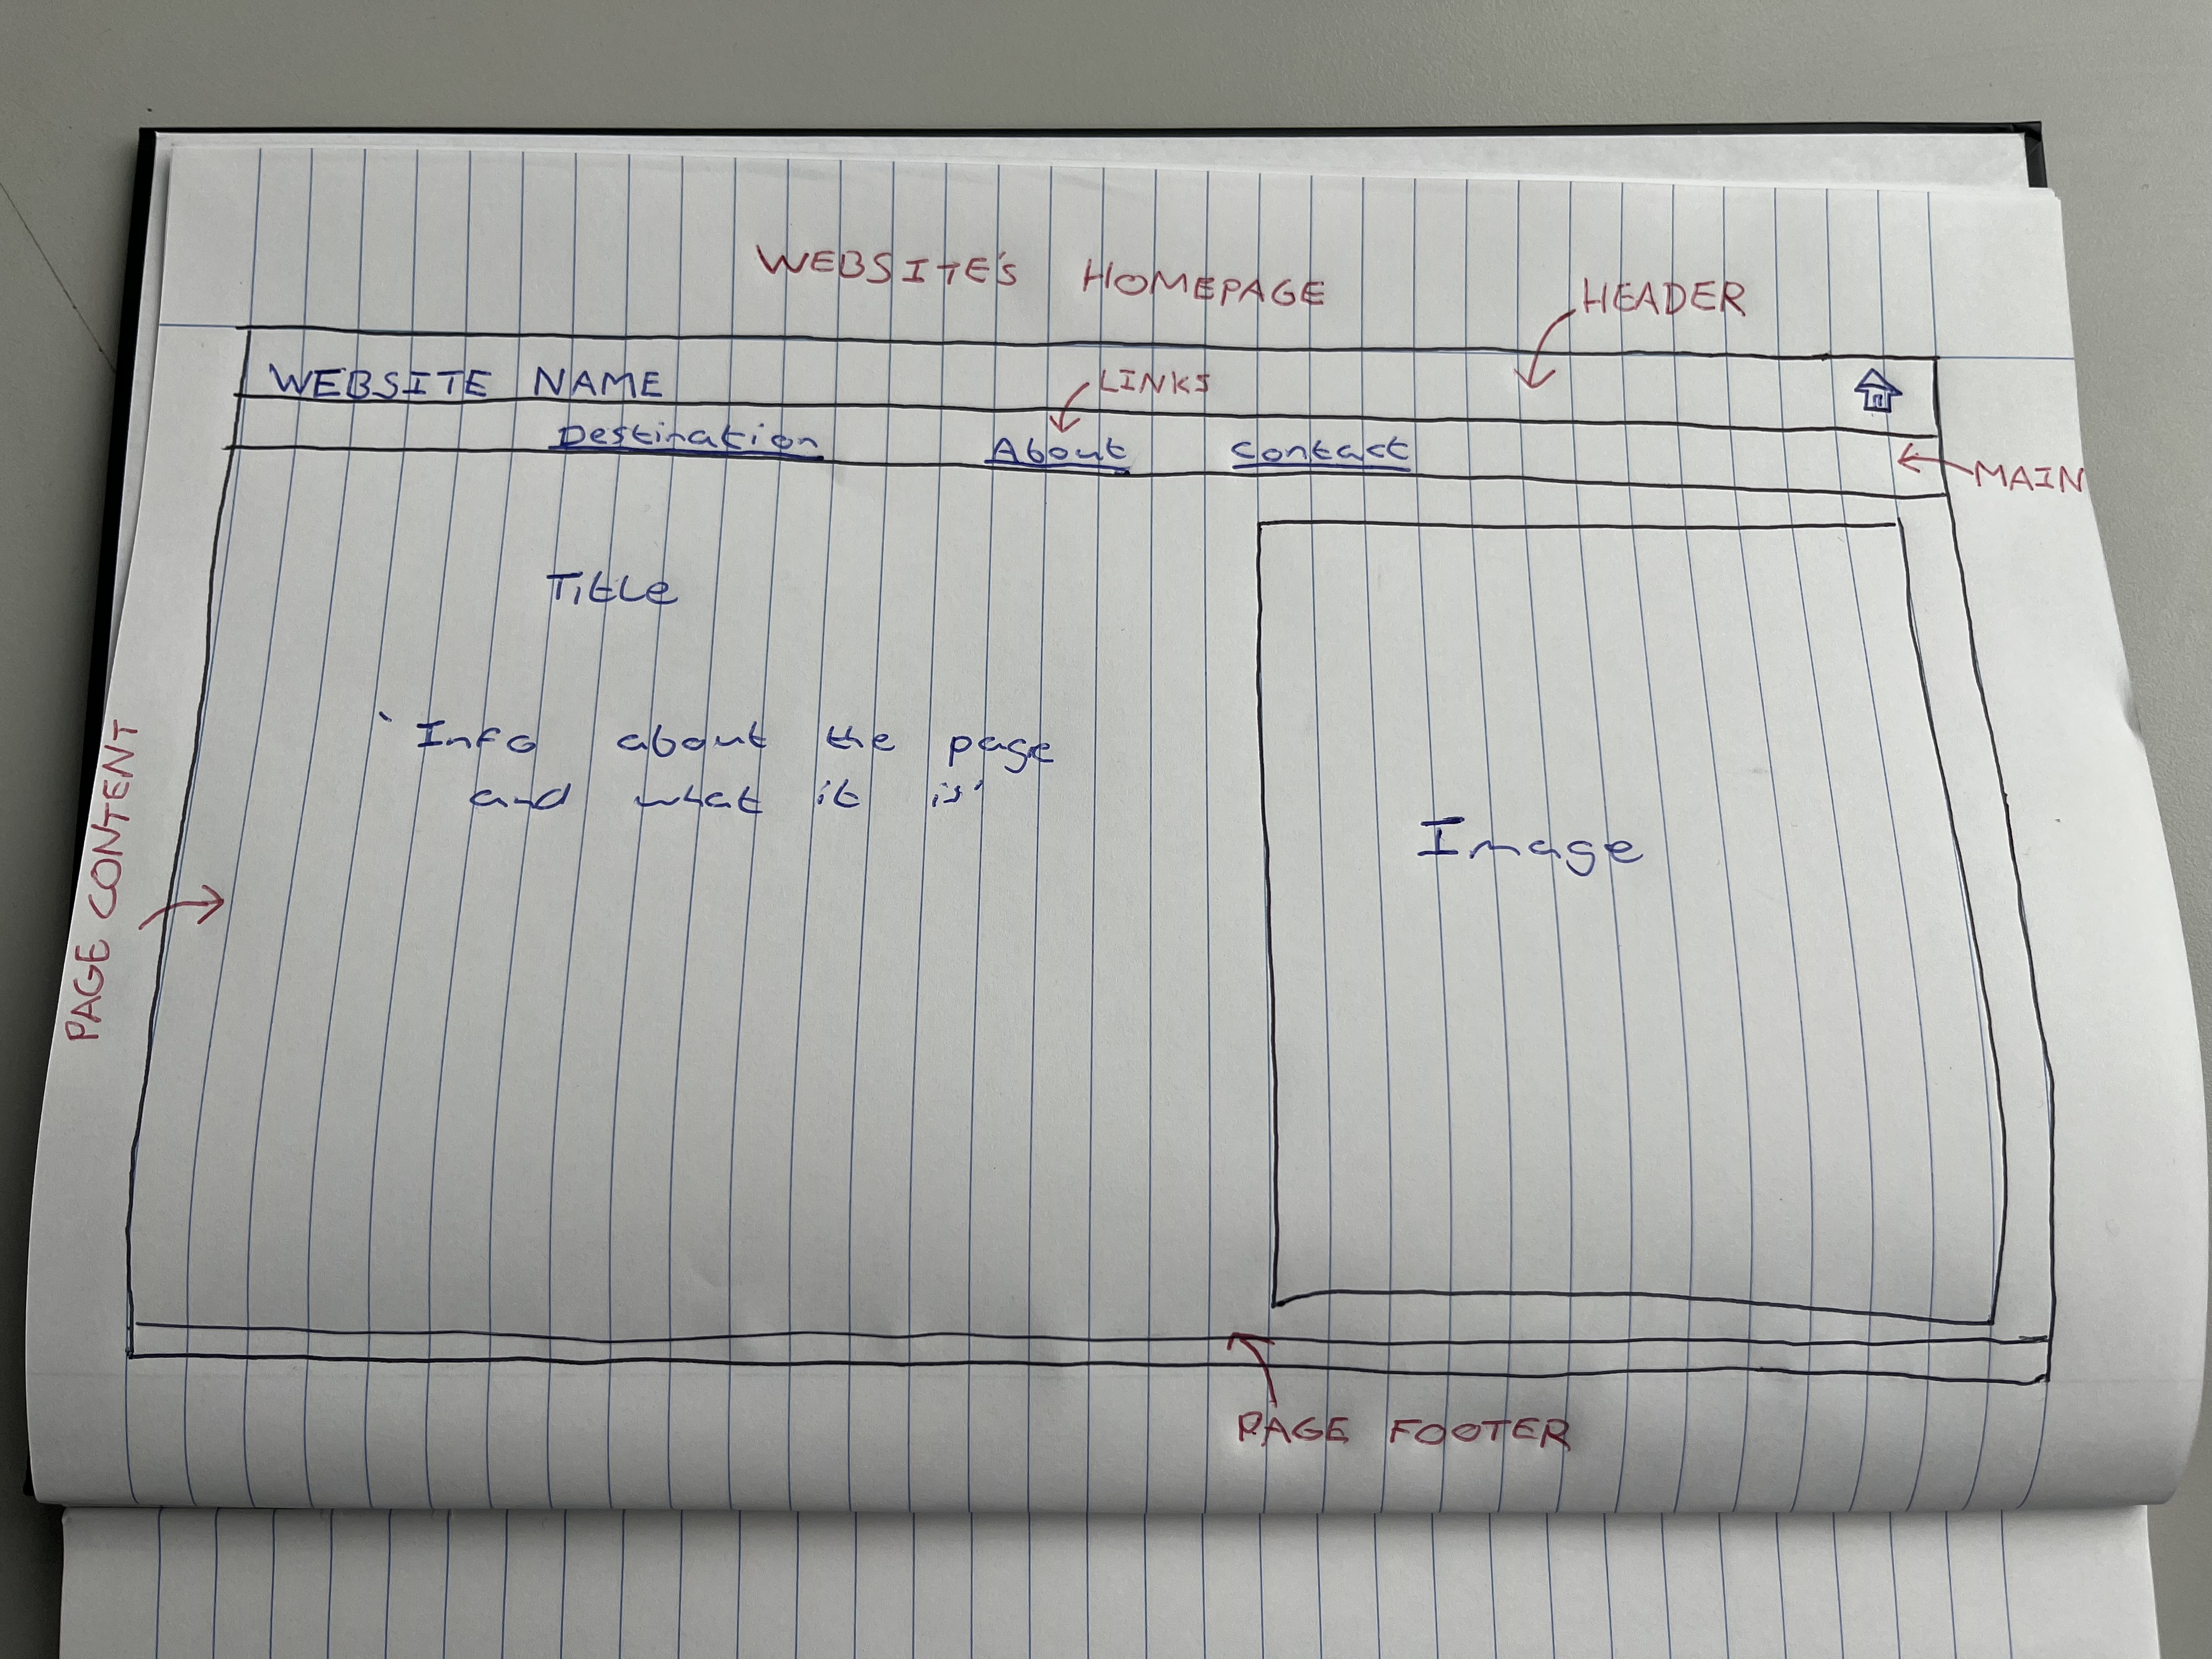 WEBSITE'S HOMEPAGE
HEADER
WEBSITE NAME
LINKS
Destination About Contact
MAIN
Title
Info about the page
and what it is'
Image
PAGE CONTENT
PAGE FOOTER